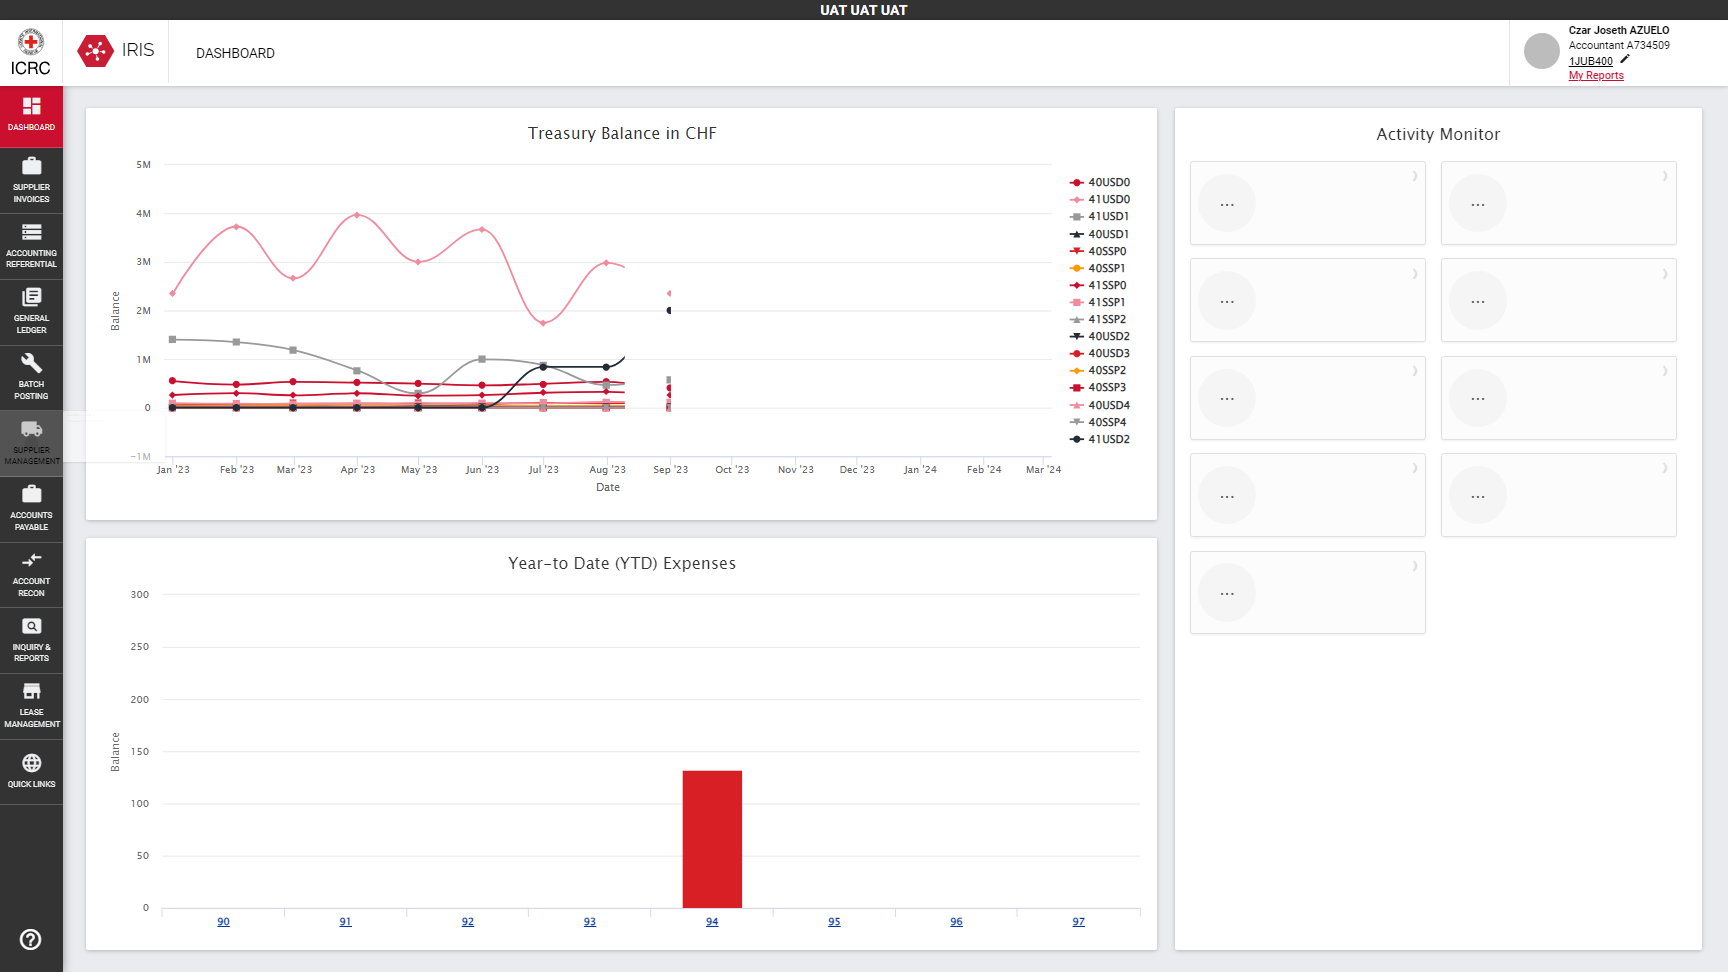 UAT UAT UAT
ICRC
IRIS
DASHBOARD
Czar Joseth AZUELO
Accountant A734509
1JUB400
My Reports
DASHBOARD
SUPPLIER
INVOICES
ACCOUNTING
REFERENTIAL
GENERAL
LEDGER
BATCH
POSTING
SUPPLIER
MANAGEMENT
ACCOUNTS
PAYABLE
ACCOUNT
RECON
INQUIRY &
REPORTS
LEASE
MANAGEMENT
QUICK LINKS
Treasury Balance in CHF
Balance
5M
4M
3M
2M
1M
0
-1M
Jan '23
Feb '23
Mar '23
Apr '23
May '23
Jun '23
Jul '23
Aug '23
Sep '23
Oct '23
Nov '23
Dec '23
Jan '24
Feb '24
Mar '24
Date
40USD0
41USD0
41USD1
40USD1
40SSP0
40SSP1
41SSP0
41SSP1
41SSP2
40USD2
40USD3
40SSP2
40SSP3
40USD4
40SSP4
41USD2
Year-to Date (YTD) Expenses
Balance
300
250
200
150
100
50
0
90
91
92
93
94
95
96
97
Activity Monitor
...
...
...
...
...
...
...
...
...